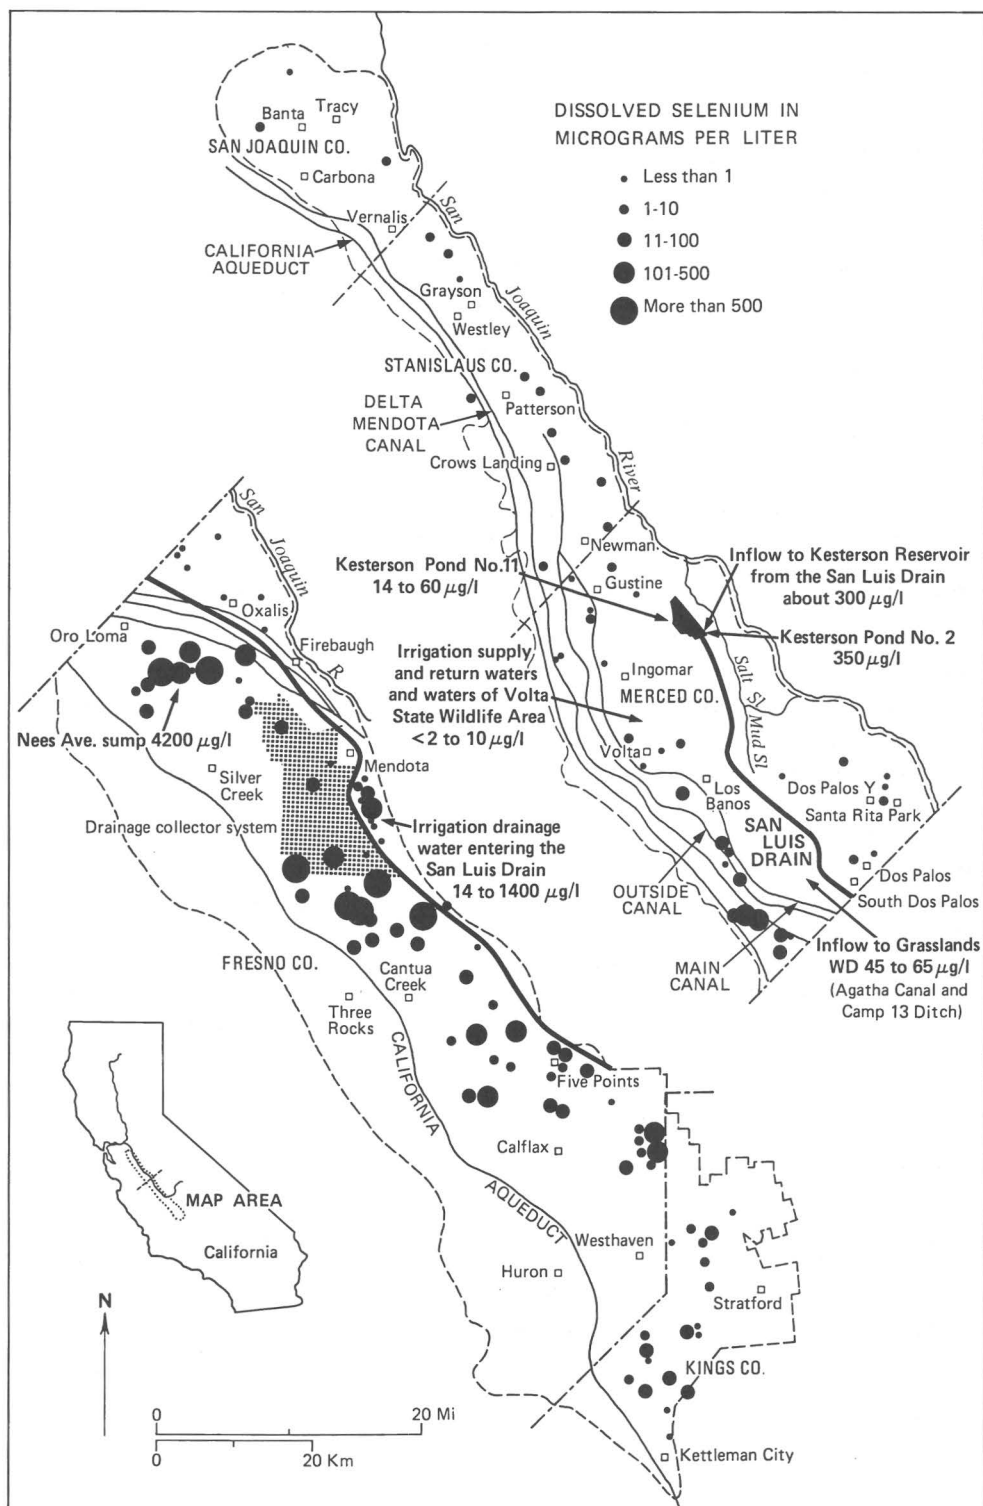 DISSOLVED SELENIUM IN
MICROGRAMS PER LITER
Less than 1
1-10
11-100
101-500
More than 500
Tracy
Banta
SAN JOAQUIN CO.
Carbona
Vernalis
San
CALIFORNIA
AQUEDUCT
Grayson
Westley
Joaquin
STANISLAUS CO.
DELTA
MENDOTA
CANAL
Patterson
Crows Landing
River
Newman
Kesterson Pond No.11
14 to 60 µg/l
Gustine
Inflow to Kesterson Reservoir
from the San Luis Drain
about 300 µg/l
Kesterson Pond No. 2
350 µg/l
Irrigation supply
and return waters
and waters of Volta
State Wildlife Area
<2 to 10 µg/l
Ingomar
MERCED CO.
Salt Sl
Mud Sl
Volta
Los
Banos
Dos Palos Y
Santa Rita Park
SAN
LUIS
DRAIN
Dos Palos
South Dos Palos
OUTSIDE
CANAL
MAIN
CANAL
Inflow to Grasslands
WD 45 to 65 µg/l
(Agatha Canal and
Camp 13 Ditch)
San
Joaquin
R
Oxalis
Oro Loma
Firebaugh
Nees Ave. sump 4200 µg/l
Silver
Creek
Mendota
Drainage collector system
Irrigation drainage
water entering the
San Luis Drain
14 to 1400 µg/l
FRESNO CO.
Cantua
Creek
Three
Rocks
CALIFORNIA
AQUEDUCT
Five Points
Calflax
Westhaven
Huron
Stratford
KINGS CO.
Kettleman City
MAP AREA
California
N
0
20 Mi
0
20 Km